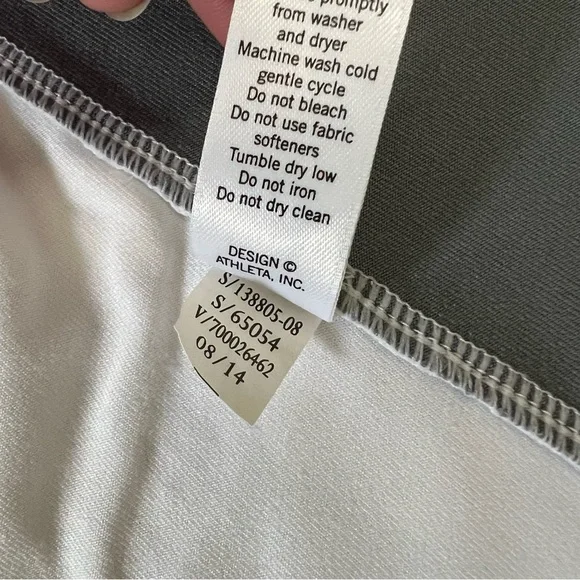 promptly
from washer
and dryer
Machine wash cold
gentle cycle
Do not bleach
Do not use fabric
softeners
Tumble dry low
Do not iron
Do not dry clean
DESIGN ©
ATHLETA, INC.
S/138805-08
S/65054
V/700026462
08/14